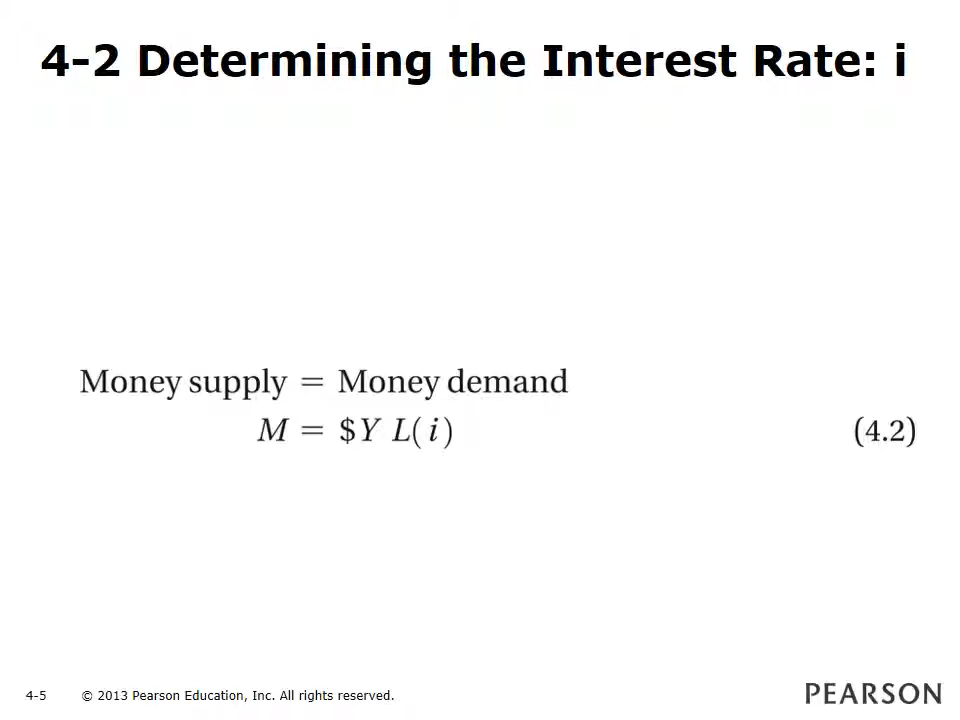 4-2 Determining the Interest Rate: i
Money supply = Money demand
M = $Y L(i) (4.2)
4-5 © 2013 Pearson Education, Inc. All rights reserved. PEARSON